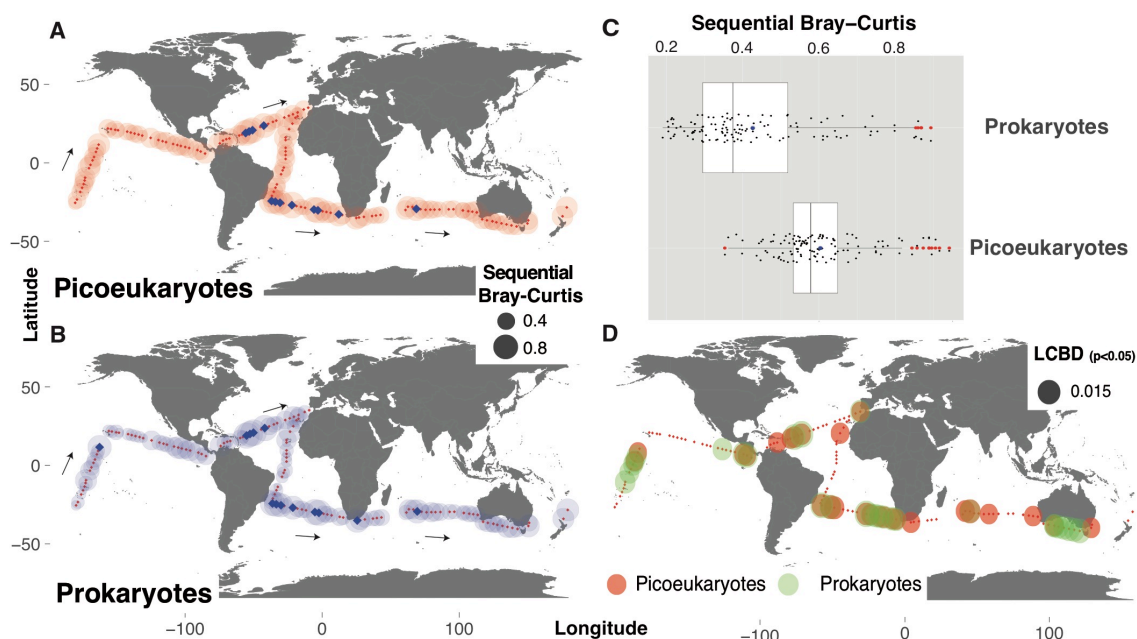 A
50
0
−50
Latitude
Picoeukaryotes
Sequential
Bray-Curtis
0.4
0.8
B
50
0
−50
Prokaryotes
−100
0
100
Longitude
C
Sequential Bray−Curtis
0.2
0.4
0.6
0.8
Prokaryotes
Picoeukaryotes
D
LCBD (p<0.05)
0.015
Picoeukaryotes
Prokaryotes
−100
0
100